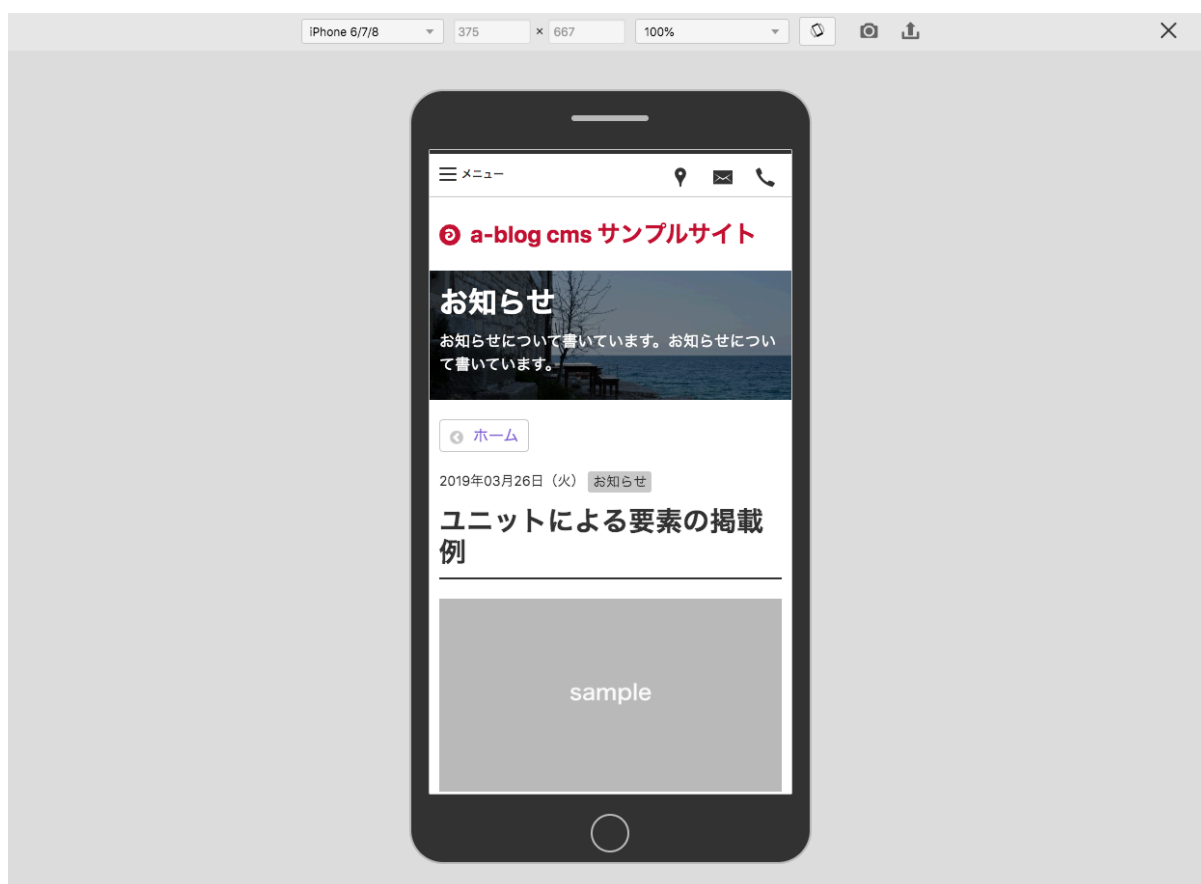 iPhone 6/7/8 375 × 667 100%
メニュー
a-blog cms サンプルサイト
お知らせ
お知らせについて書いています。お知らせについ
て書いています。
ホーム
2019年03月26日（火） お知らせ
ユニットによる要素の掲載
例
sample